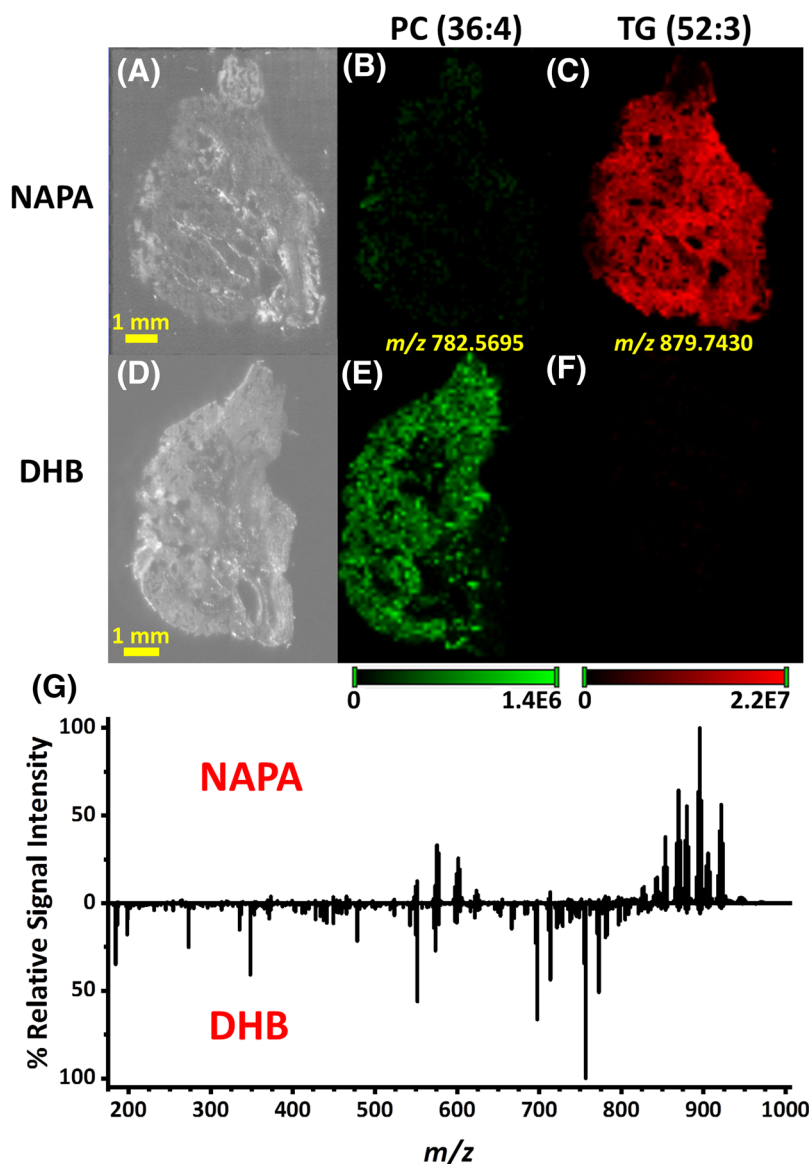 PC (36:4) TG (52:3)
(A) (B) (C)
NAPA
1 mm
m/z 782.5695 m/z 879.7430
(D) (E) (F)
DHB
1 mm
0 1.4E6 0 2.2E7
(G)
% Relative Signal Intensity
100
50
0
50
100
NAPA
DHB
200 300 400 500 600 700 800 900 1000
m/z